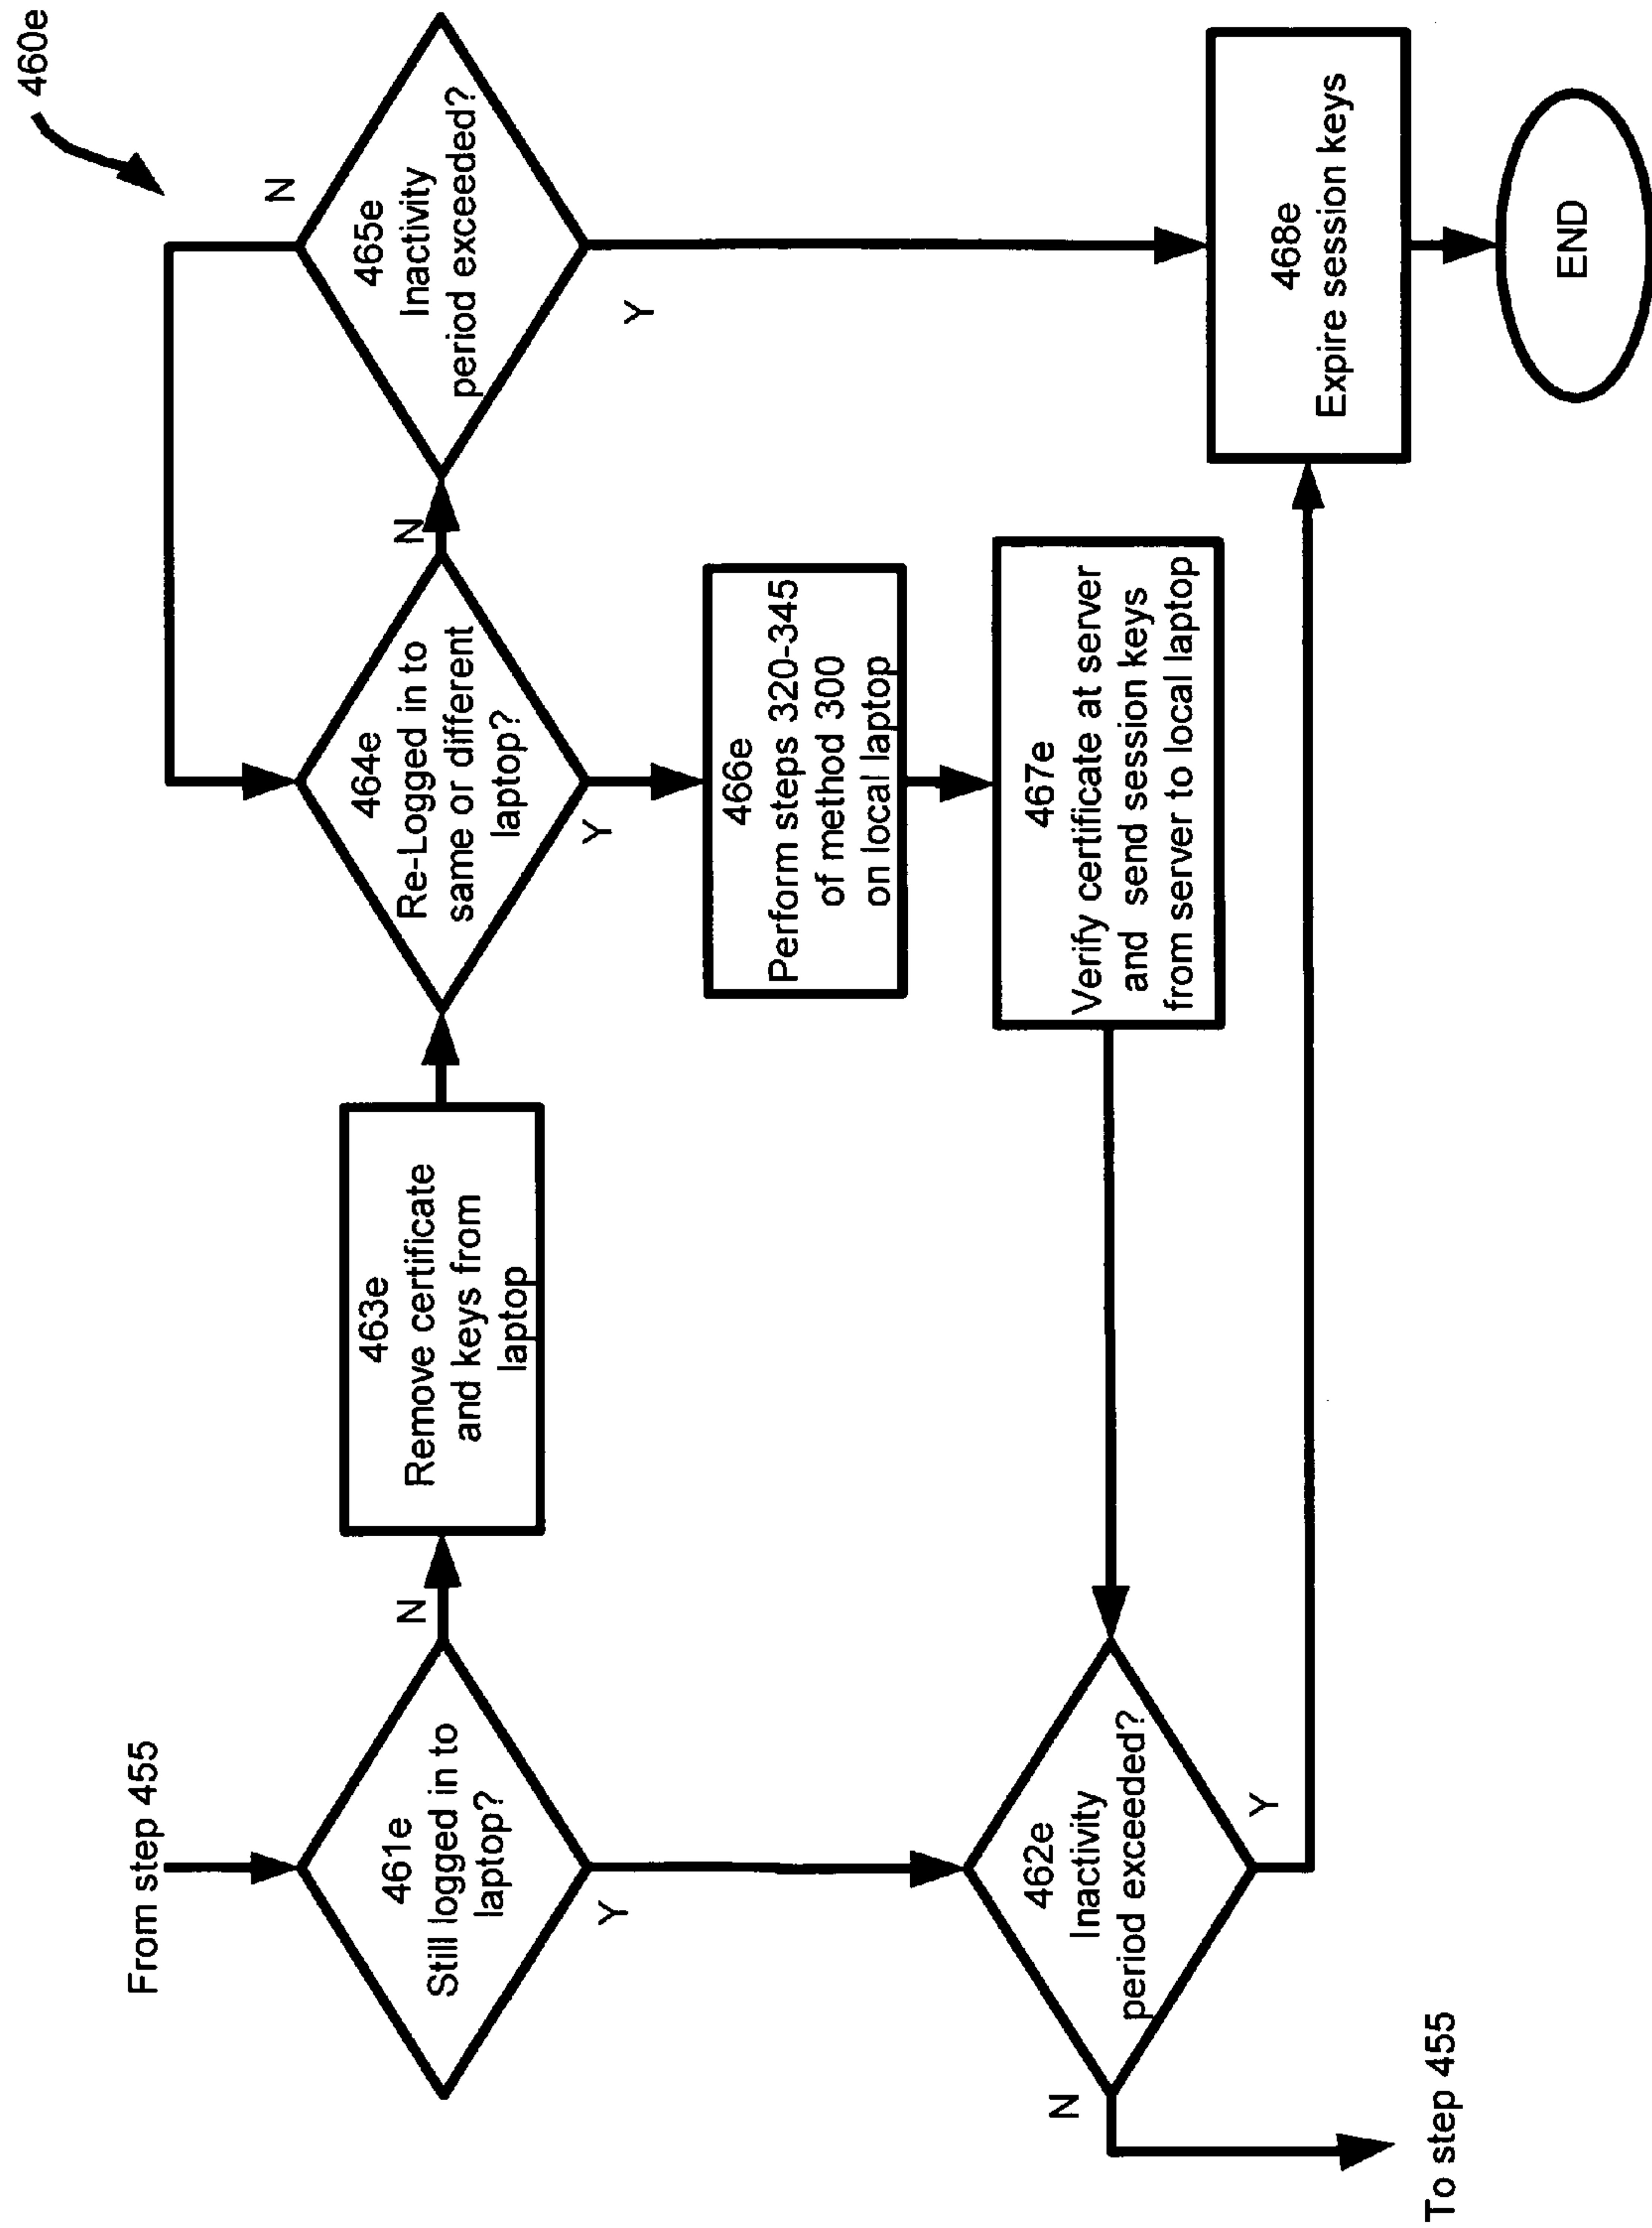 460e
From step 455
N
461e
Still logged in to
laptop?
N
463e
Remove certificate
and keys from
laptop
464e
Re-Logged in to
same or different
laptop?
N
465e
Inactivity
period exceeded?
Y
Y
Y
466e
Perform steps 320-345
of method 300
on local laptop
467e
Verify certificate at server
and send session keys
from server to local laptop
N
462e
Inactivity
period exceeded?
Y
468e
Expire session keys
To step 455
END